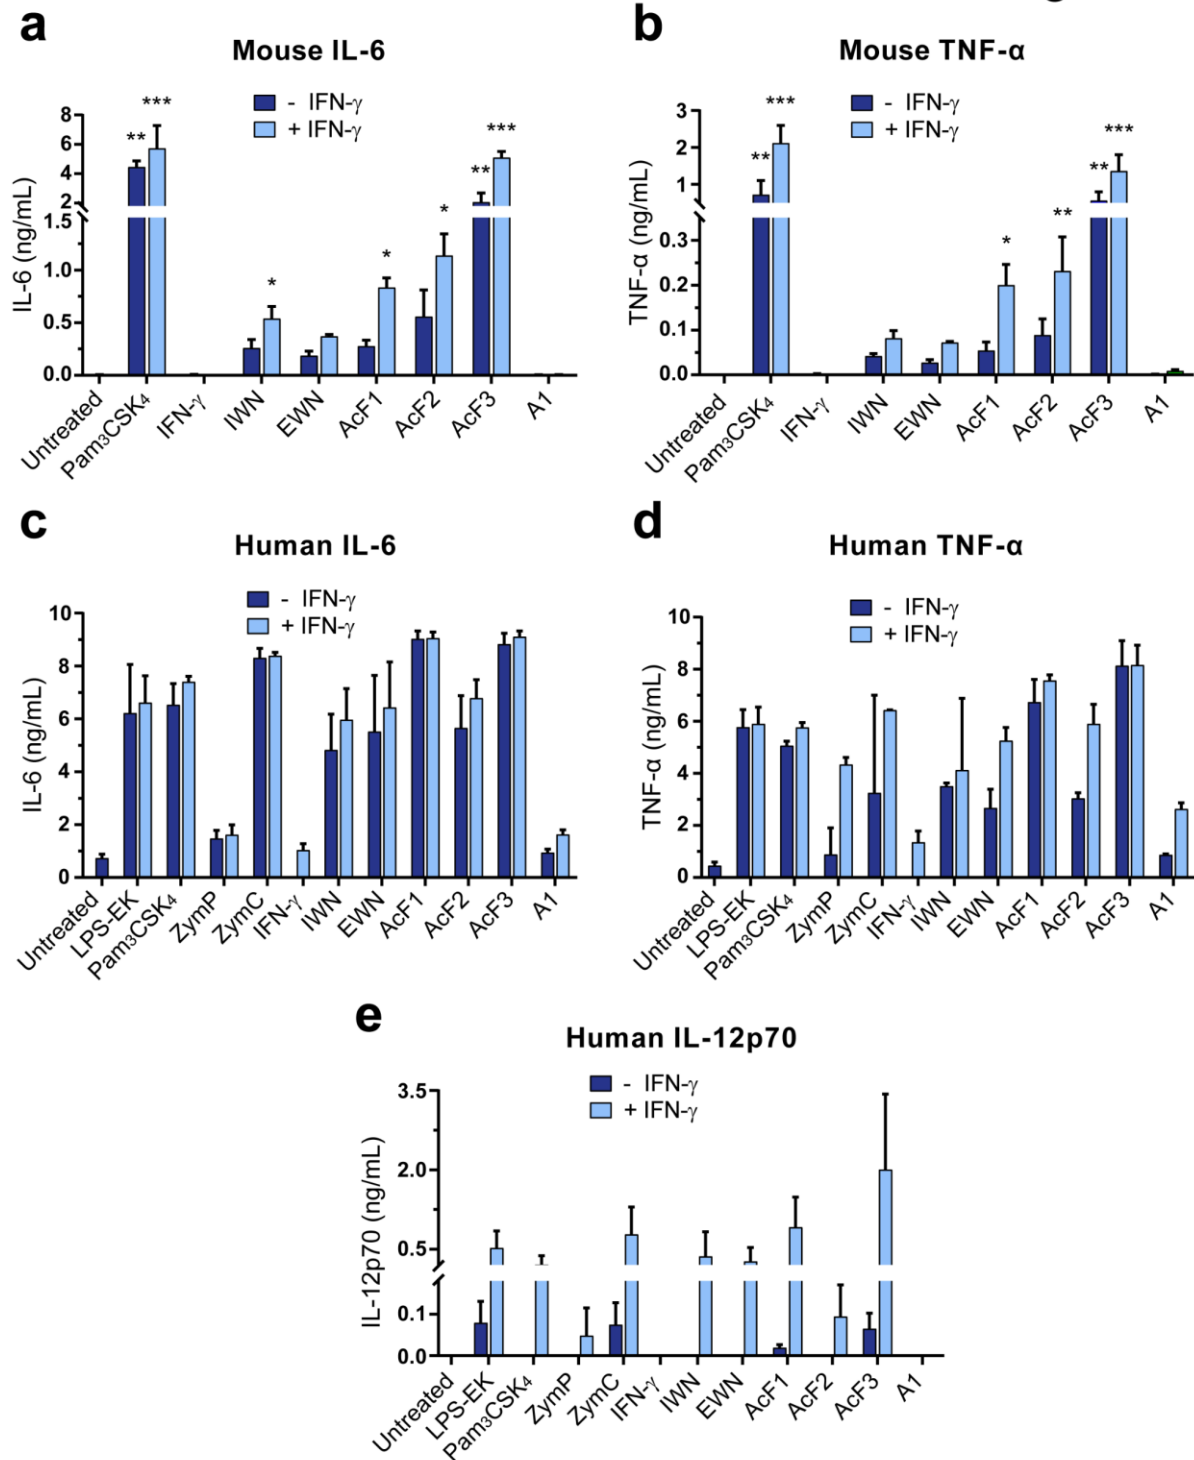 a
Mouse IL-6
- IFN-γ
+ IFN-γ
IL-6 (ng/mL)
8
6
4
2
1.5
1.0
0.5
0.0
** *** * * * ** ***
Untreated
Pam₃CSK₄
IFN-γ
IWN
EWN
AcF1
AcF2
AcF3
A1
b
Mouse TNF-α
- IFN-γ
+ IFN-γ
TNF-α (ng/mL)
3
2
1
0.3
0.2
0.1
0.0
** *** * ** ** ***
Untreated
Pam₃CSK₄
IFN-γ
IWN
EWN
AcF1
AcF2
AcF3
A1
c
Human IL-6
- IFN-γ
+ IFN-γ
IL-6 (ng/mL)
10
8
6
4
2
0
Untreated
LPS-EK
Pam₃CSK₄
ZymP
ZymC
IFN-γ
IWN
EWN
AcF1
AcF2
AcF3
A1
d
Human TNF-α
- IFN-γ
+ IFN-γ
TNF-α (ng/mL)
10
8
6
4
2
0
Untreated
LPS-EK
Pam₃CSK₄
ZymP
ZymC
IFN-γ
IWN
EWN
AcF1
AcF2
AcF3
A1
e
Human IL-12p70
- IFN-γ
+ IFN-γ
IL-12p70 (ng/mL)
3.5
2.0
0.5
0.1
0.0
Untreated
LPS-EK
Pam₃CSK₄
ZymP
ZymC
IFN-γ
IWN
EWN
AcF1
AcF2
AcF3
A1